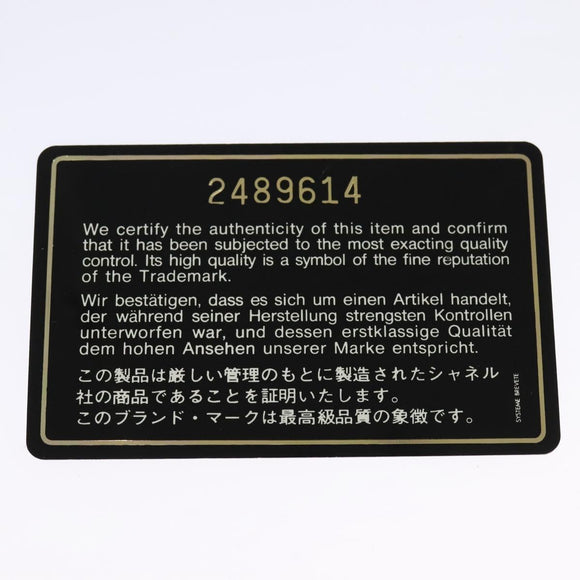 2489614
We certify the authenticity of this item and confirm
that it has been subjected to the most exacting quality
control. Its high quality is a symbol of the fine reputation
of the Trademark.
Wir bestätigen, dass es sich um einen Artikel handelt,
der während seiner Herstellung strengsten Kontrollen
unterworfen war, und dessen erstklassige Qualität
dem hohen Ansehen unserer Marke entspricht.
この製品は厳しい管理のもとに製造されたシャネル
社の商品であることを証明いたします。
このブランド・マークは最高級品質の象徴です。
SYSTEME BREVETE